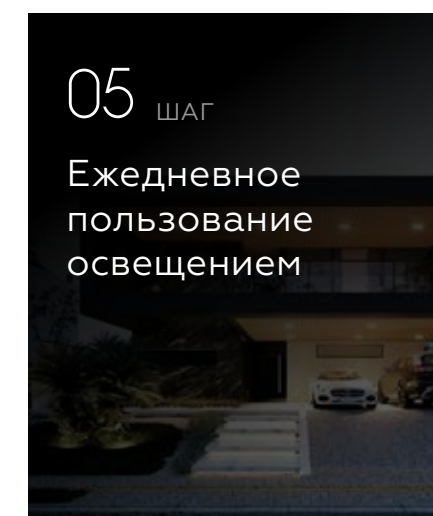 05 ШАГ
Ежедневное
пользование
освещением